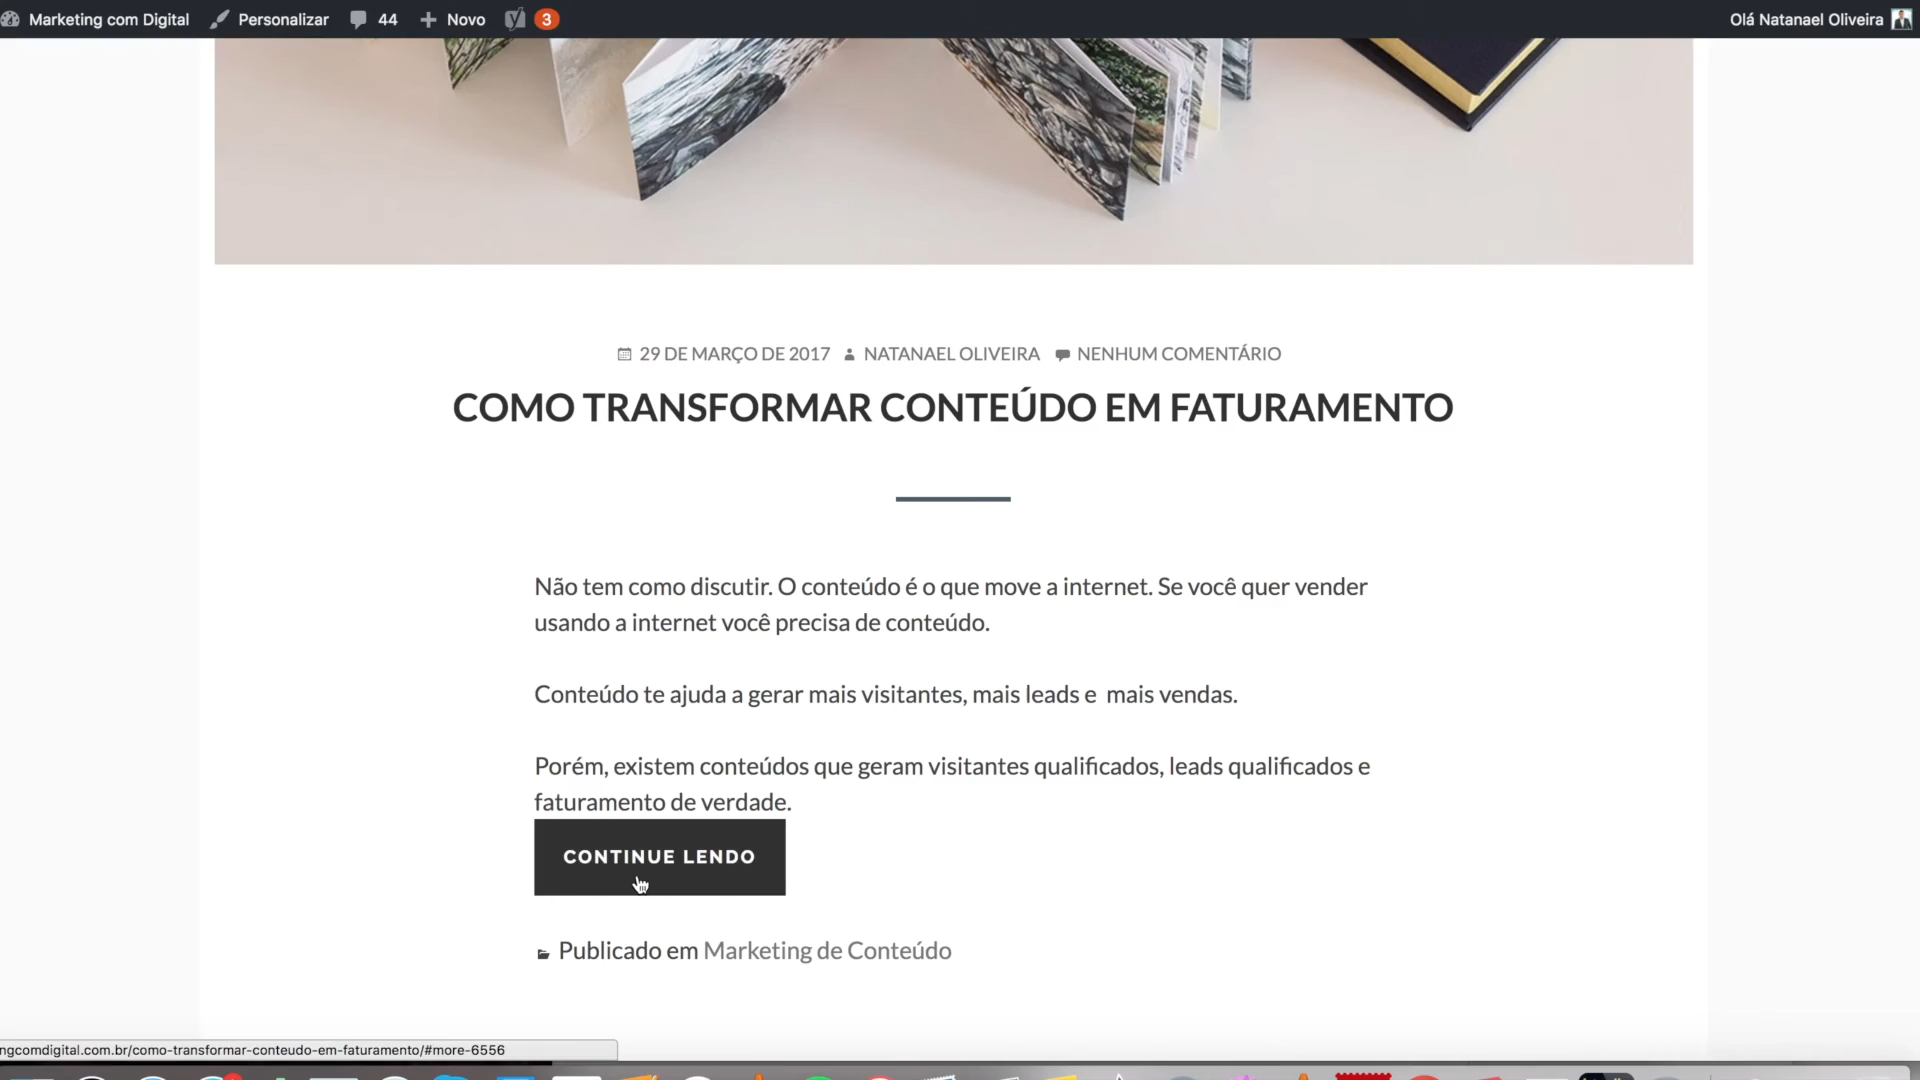 Marketing com Digital Personalizar 44 Novo 3 Olá Natanael Oliveira
29 DE MARÇO DE 2017 NATANAEL OLIVEIRA NENHUM COMENTÁRIO
COMO TRANSFORMAR CONTEÚDO EM FATURAMENTO
Não tem como discutir. O conteúdo é o que move a internet. Se você quer vender
usando a internet você precisa de conteúdo.
Conteúdo te ajuda a gerar mais visitantes, mais leads e  mais vendas.
Porém, existem conteúdos que geram visitantes qualificados, leads qualificados e
faturamento de verdade.
CONTINUE LENDO
Publicado em Marketing de Conteúdo
ngcomdigital.com.br/como-transformar-conteudo-em-faturamento/#more-6556